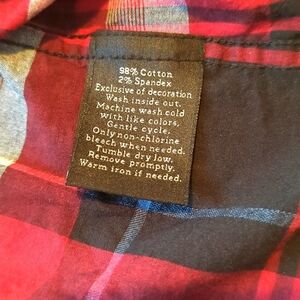 98% Cotton
2% Spandex
Exclusive of decoration
Wash inside out.
Machine wash cold
with like colors.
Gentle cycle.
Only non-chlorine
bleach when needed.
Tumble dry low.
Remove promptly.
Warm iron if needed.